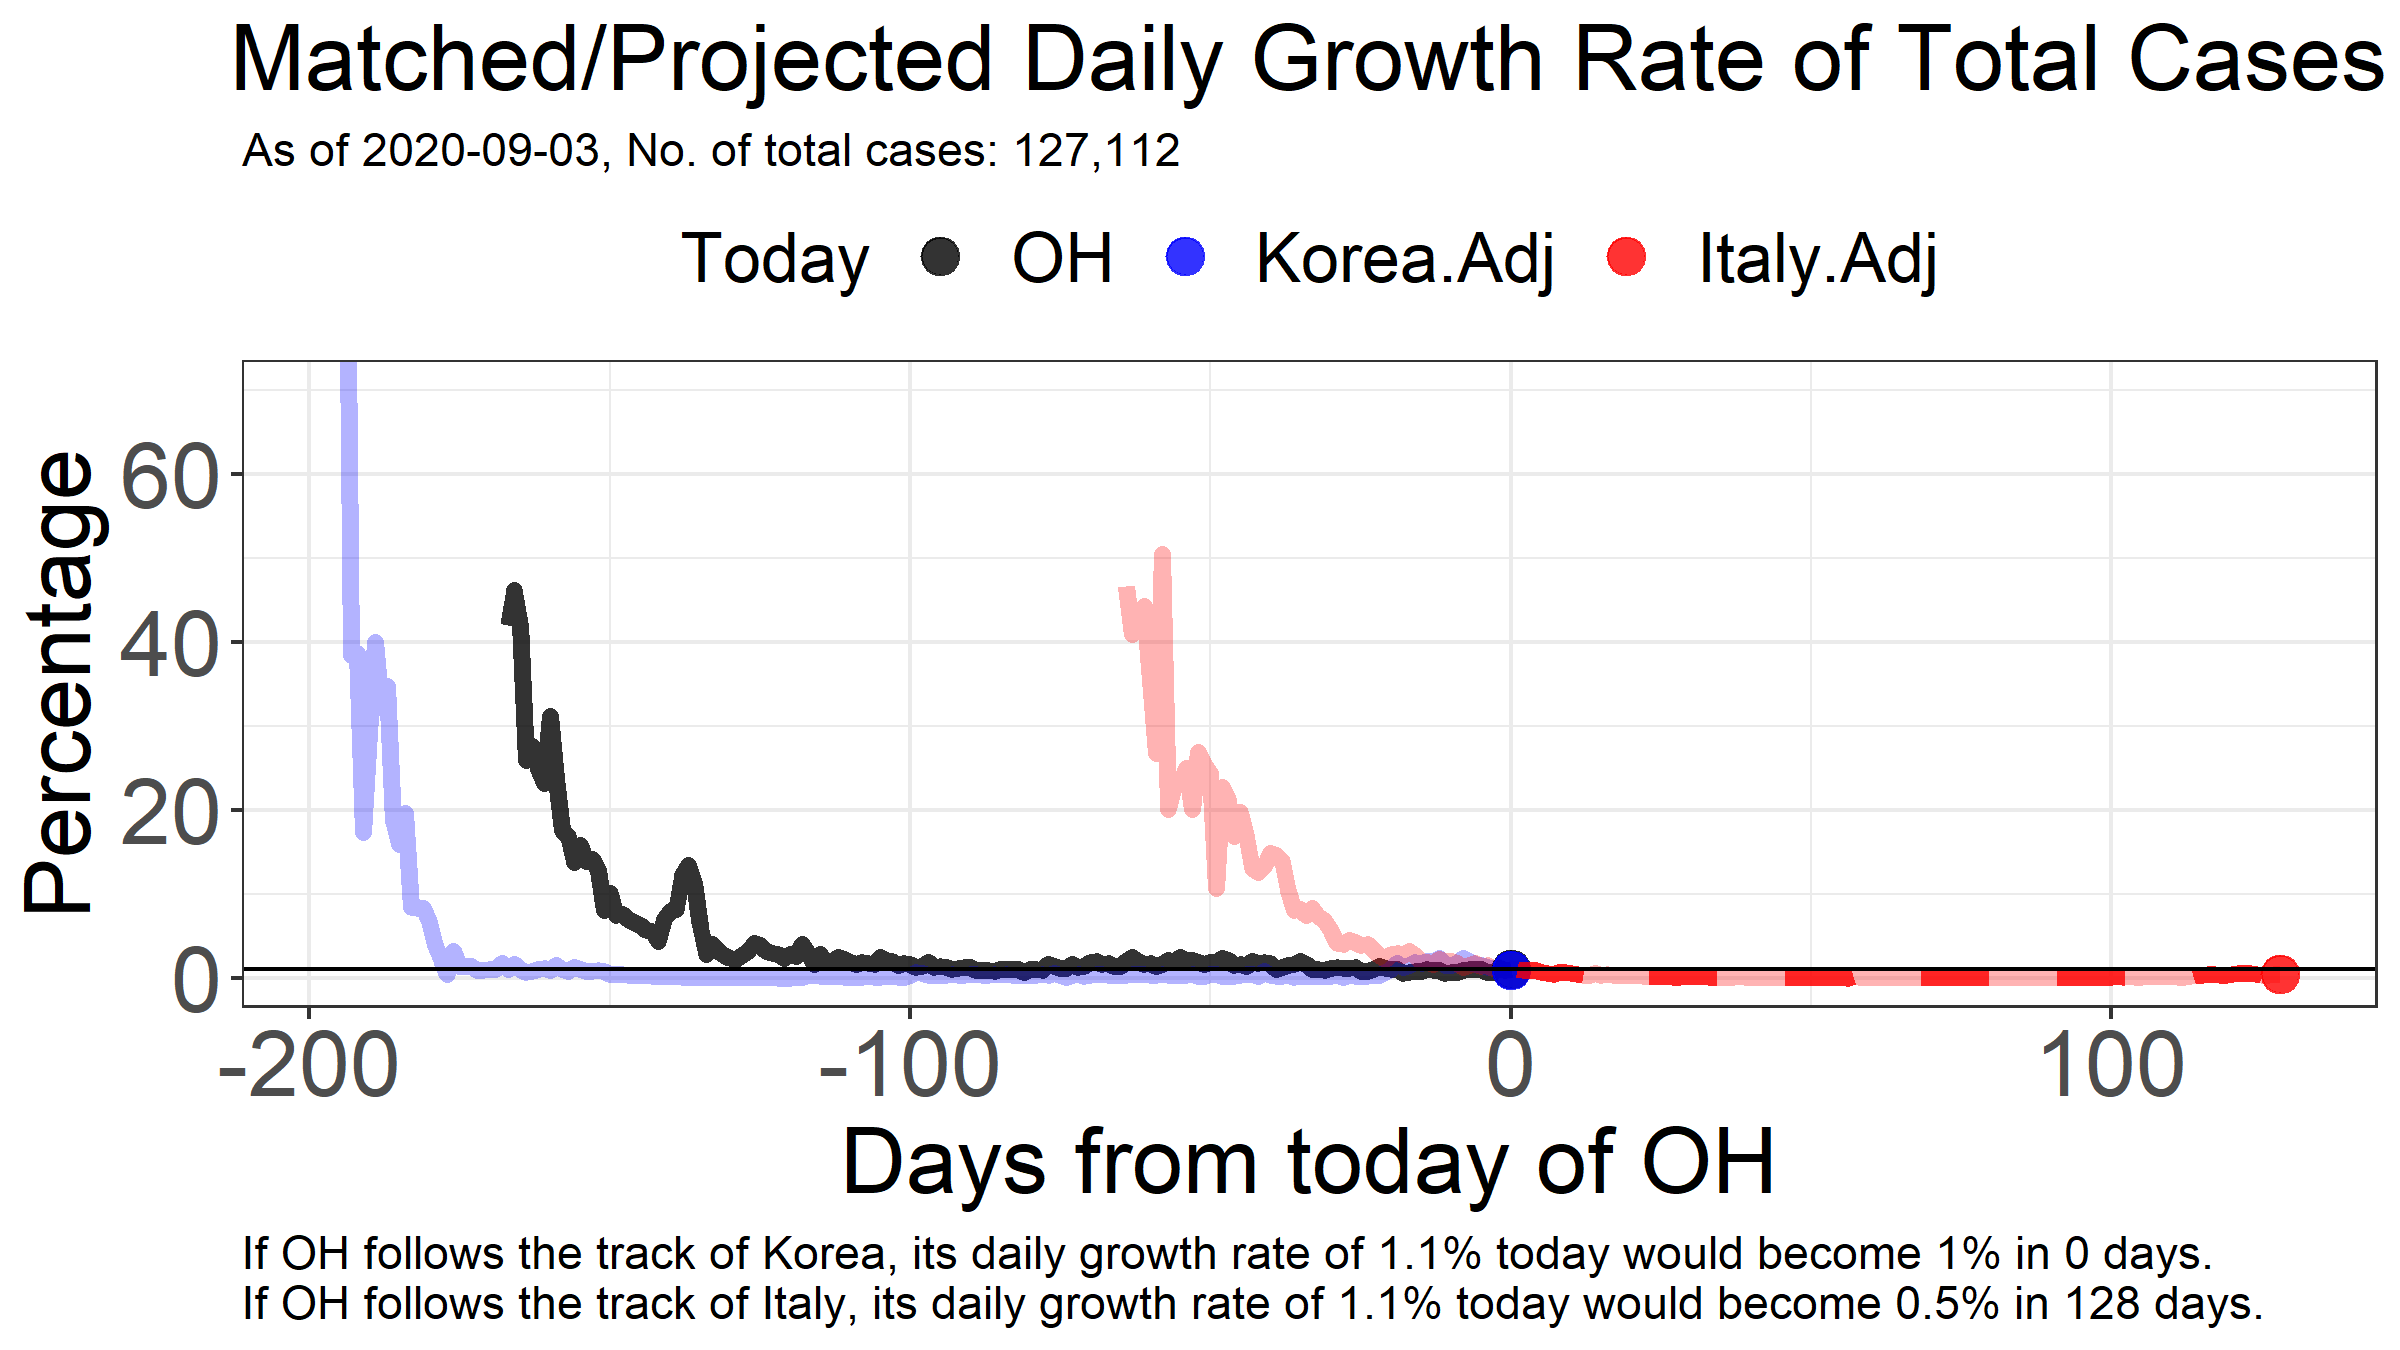 Matched/Projected Daily Growth Rate of Total Cases
As of 2020-09-03, No. of total cases: 127,112
Today OH Korea.Adj Italy.Adj
Percentage
60
40
20
0
-200 -100 0 100
Days from today of OH
If OH follows the track of Korea, its daily growth rate of 1.1% today would become 1% in 0 days.
If OH follows the track of Italy, its daily growth rate of 1.1% today would become 0.5% in 128 days.